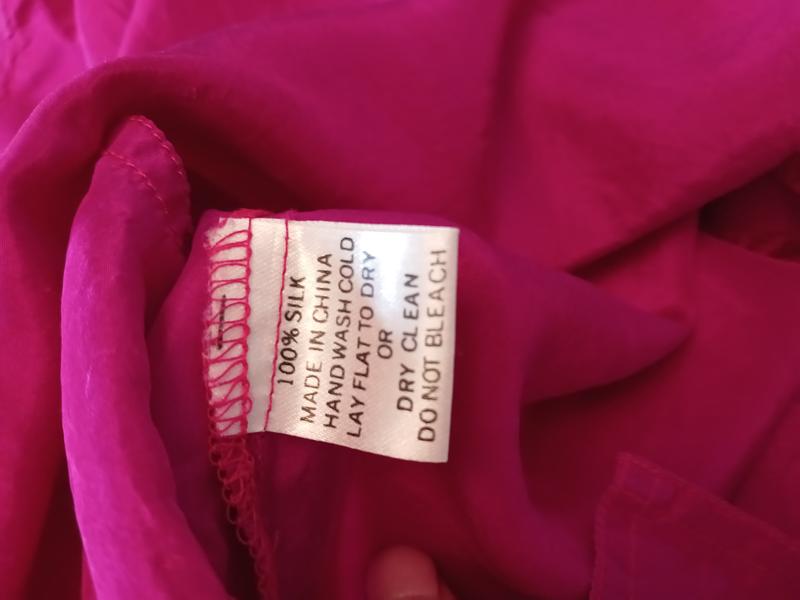 100% SILK
MADE IN CHINA
HAND WASH COLD
LAY FLAT TO DRY
OR
DRY CLEAN
DO NOT BLEACH